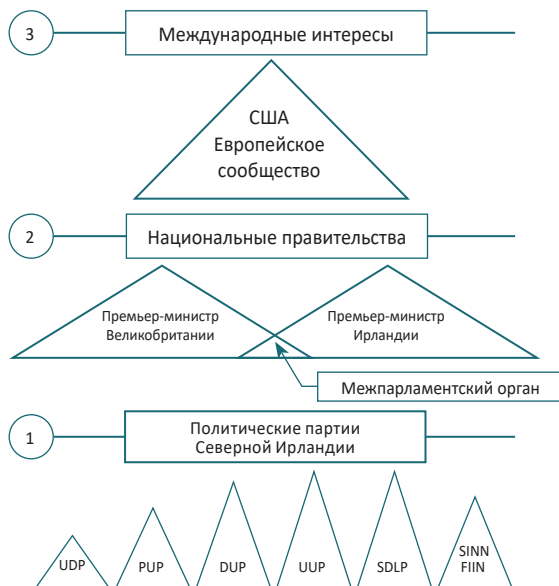 3
Международные интересы
США
Европейское
сообщество
2
Национальные правительства
Премьер-министр
Великобритании
Премьер-министр
Ирландии
Межпарламентский орган
1
Политические партии
Северной Ирландии
UDP
PUP
DUP
UUP
SDLP
SINN
FIIN